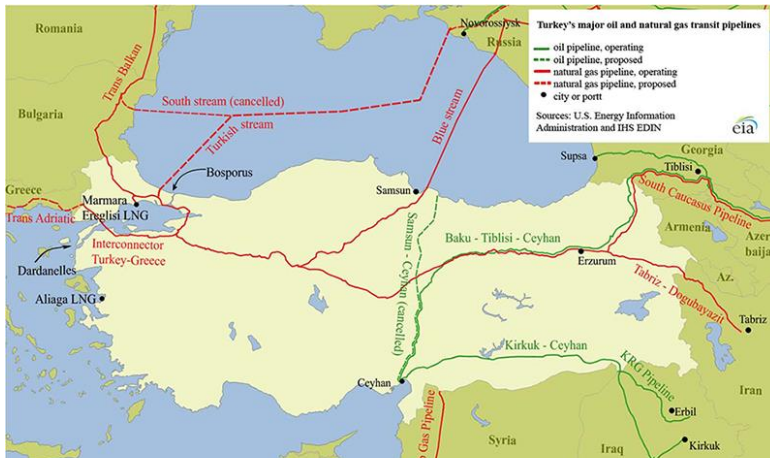 Turkey's major oil and natural gas transit pipelines
oil pipeline, operating
oil pipeline, proposed
natural gas pipeline, operating
natural gas pipeline, proposed
city or portt
Sources: U.S. Energy Information
Administration and IHS EDIN
eia
Romania
Novorossiysk
Russia
Trans Balkan
South stream (cancelled)
Blue stream
Bulgaria
Turkish stream
Georgia
Supsa
Tiblisi
Bosporus
Samsun
South Caucasus Pipeline
Greece
Marmara
Ereglisi LNG
Trans Adriatic
Armenia
Azer
baija
Interconnector
Turkey-Greece
Samsun - Ceyhan (cancelled)
Baku - Tiblisi - Ceyhan
Erzurum
Az.
Dardanelles
Tabriz - Dogubayazit
Aliaga LNG
Tabriz
Kirkuk - Ceyhan
Ceyhan
KRG Pipeline
Iran
Erbil
o Gas Pipeline
Syria
Iraq
Kirkuk